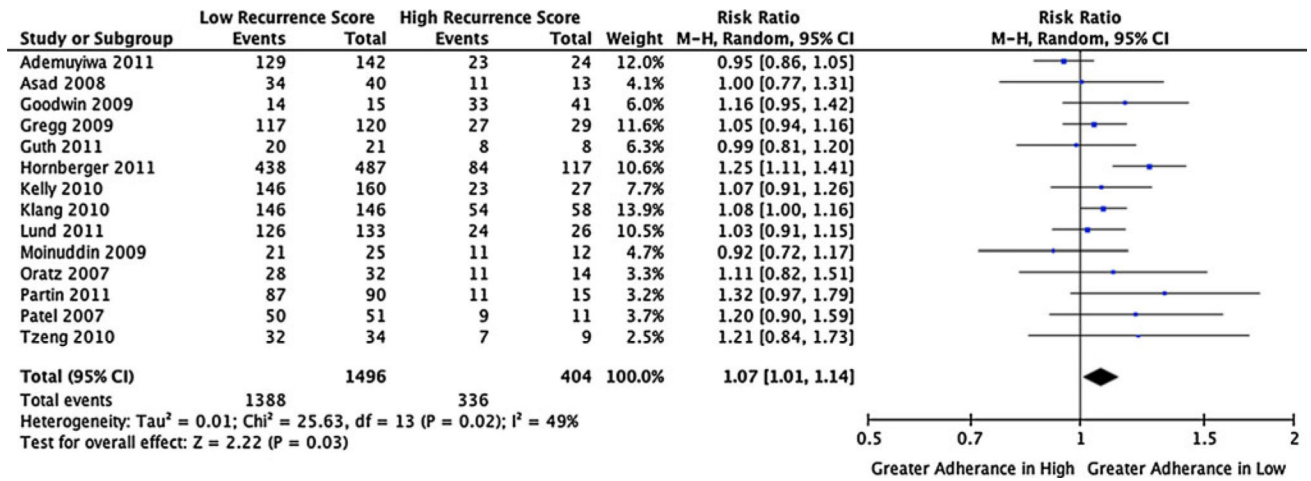 Low Recurrence Score High Recurrence Score Risk Ratio Risk Ratio
Study or Subgroup Events Total Events Total Weight M-H, Random, 95% CI M-H, Random, 95% CI
Ademuyiwa 2011 129 142 23 24 12.0% 0.95 [0.86, 1.05]
Asad 2008 34 40 11 13 4.1% 1.00 [0.77, 1.31]
Goodwin 2009 14 15 33 41 6.0% 1.16 [0.95, 1.42]
Gregg 2009 117 120 27 29 11.6% 1.05 [0.94, 1.16]
Guth 2011 20 21 8 8 6.3% 0.99 [0.81, 1.20]
Hornberger 2011 438 487 84 117 10.6% 1.25 [1.11, 1.41]
Kelly 2010 146 160 23 27 7.7% 1.07 [0.91, 1.26]
Klang 2010 146 146 54 58 13.9% 1.08 [1.00, 1.16]
Lund 2011 126 133 24 26 10.5% 1.03 [0.91, 1.15]
Moinuddin 2009 21 25 11 12 4.7% 0.92 [0.72, 1.17]
Oratz 2007 28 32 11 14 3.3% 1.11 [0.82, 1.51]
Partin 2011 87 90 11 15 3.2% 1.32 [0.97, 1.79]
Patel 2007 50 51 9 11 3.7% 1.20 [0.90, 1.59]
Tzeng 2010 32 34 7 9 2.5% 1.21 [0.84, 1.73]
Total (95% CI) 1496 404 100.0% 1.07 [1.01, 1.14]
Total events 1388 336
Heterogeneity: Tau² = 0.01; Chi² = 25.63, df = 13 (P = 0.02); I² = 49%
Test for overall effect: Z = 2.22 (P = 0.03)
0.5 0.7 1 1.5 2
Greater Adherance in High Greater Adherance in Low